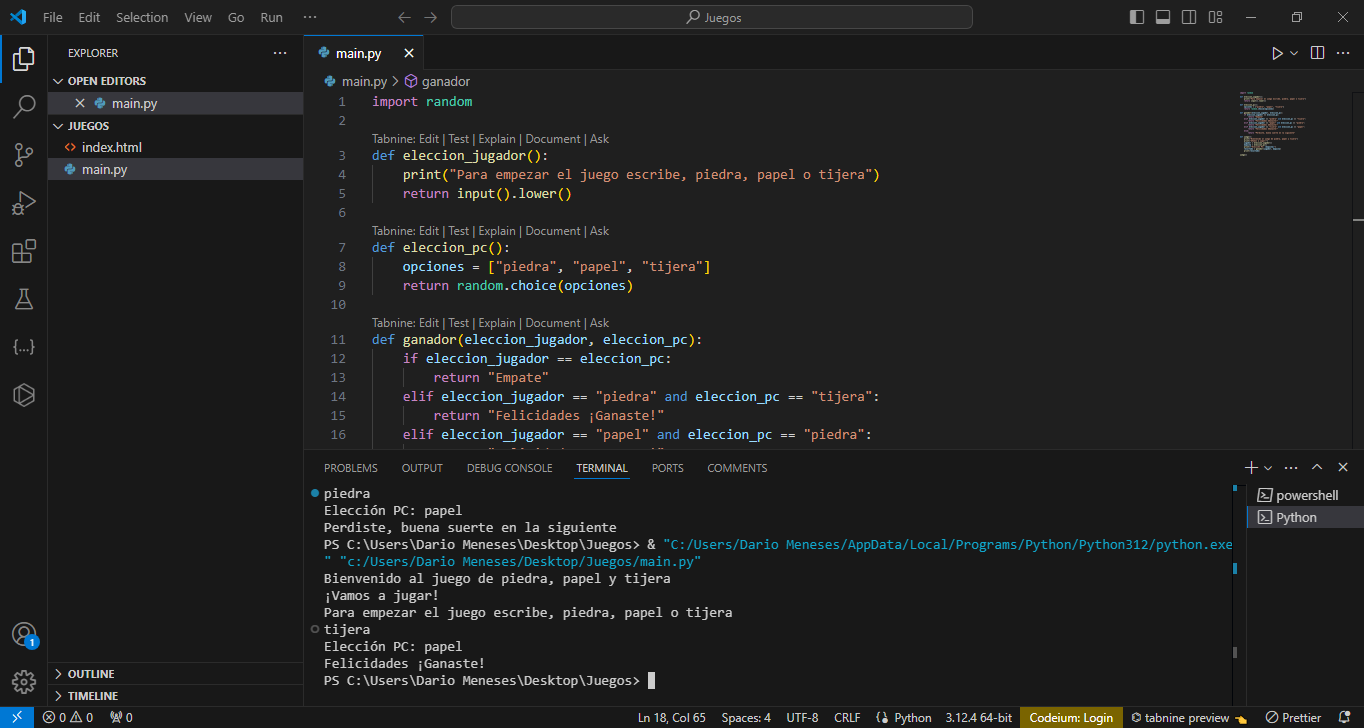 File Edit Selection View Go Run ···
Juegos
EXPLORER
OPEN EDITORS
main.py
JUEGOS
index.html
main.py
OUTLINE
TIMELINE
main.py
main.py > ganador
1 import random
2
Tabnine: Edit | Test | Explain | Document | Ask
3 def eleccion_jugador():
4     print("Para empezar el juego escribe, piedra, papel o tijera")
5     return input().lower()
6
Tabnine: Edit | Test | Explain | Document | Ask
7 def eleccion_pc():
8     opciones = ["piedra", "papel", "tijera"]
9     return random.choice(opciones)
10
Tabnine: Edit | Test | Explain | Document | Ask
11 def ganador(eleccion_jugador, eleccion_pc):
12     if eleccion_jugador == eleccion_pc:
13         return "Empate"
14     elif eleccion_jugador == "piedra" and eleccion_pc == "tijera":
15         return "Felicidades ¡Ganaste!"
16     elif eleccion_jugador == "papel" and eleccion_pc == "piedra":
PROBLEMS OUTPUT DEBUG CONSOLE TERMINAL PORTS COMMENTS
piedra
Elección PC: papel
Perdiste, buena suerte en la siguiente
PS C:\Users\Dario Meneses\Desktop\Juegos> & "C:/Users/Dario Meneses/AppData/Local/Programs/Python/Python312/python.exe
" "c:/Users/Dario Meneses/Desktop/Juegos/main.py"
Bienvenido al juego de piedra, papel y tijera
¡Vamos a jugar!
Para empezar el juego escribe, piedra, papel o tijera
tijera
Elección PC: papel
Felicidades ¡Ganaste!
PS C:\Users\Dario Meneses\Desktop\Juegos>
powershell
Python
1
0 0 0 Ln 18, Col 65 Spaces: 4 UTF-8 CRLF Python 3.12.4 64-bit Codeium: Login tabnine preview Prettier